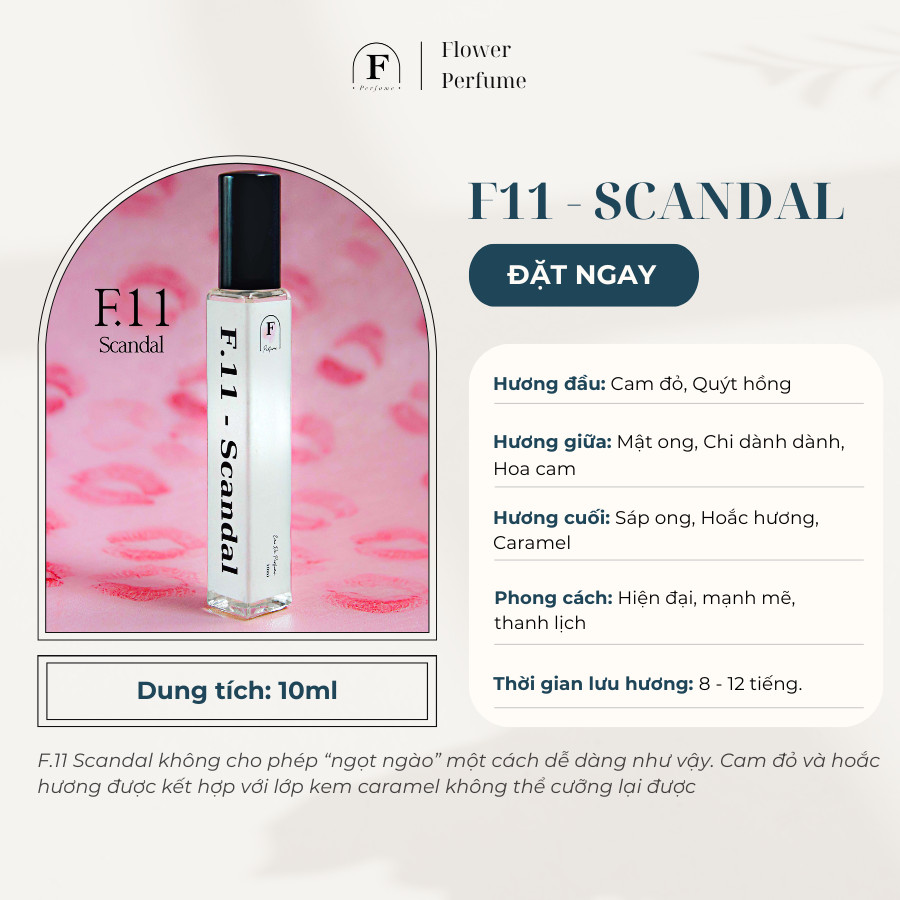 F
Perfume
Flower
Perfume
F11 - SCANDAL
ĐẶT NGAY
F.11
Scandal
F
Perfume
F.11 - Scandal
Eau De Parfum
10ml
Hương đầu: Cam đỏ, Quýt hồng
Hương giữa: Mật ong, Chi dành dành,
Hoa cam
Hương cuối: Sáp ong, Hoắc hương,
Caramel
Phong cách: Hiện đại, mạnh mẽ,
thanh lịch
Thời gian lưu hương: 8 - 12 tiếng.
Dung tích: 10ml
F.11 Scandal không cho phép “ngọt ngào” một cách dễ dàng như vậy. Cam đỏ và hoắc
hương được kết hợp với lớp kem caramel không thể cưỡng lại được